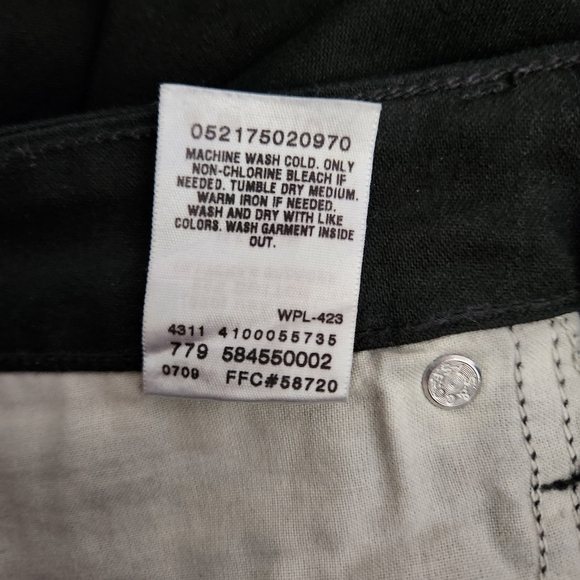 052175020970
MACHINE WASH COLD. ONLY
NON-CHLORINE BLEACH IF
NEEDED. TUMBLE DRY MEDIUM.
WARM IRON IF NEEDED.
WASH AND DRY WITH LIKE
COLORS. WASH GARMENT INSIDE
OUT.
WPL-423
4311 4100055735
779 584550002
0709 FFC#58720